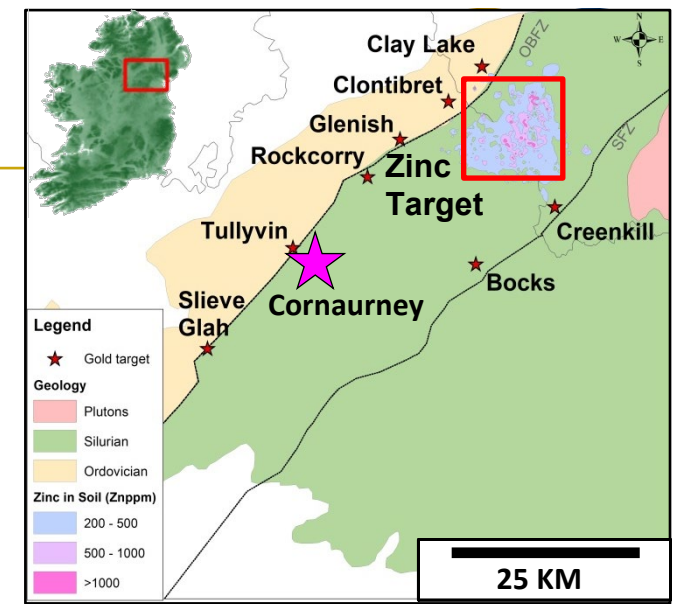 N
W
E
S
OBFZ
SFZ
Clay Lake
Clontibret
Glenish
Rockcorry
Zinc
Target
Tullyvin
Creenkill
Bocks
Cornaurney
Slieve
Glah
Legend
Gold target
Geology
Plutons
Silurian
Ordovician
Zinc in Soil (Znppm)
200 - 500
500 - 1000
>1000
25 KM